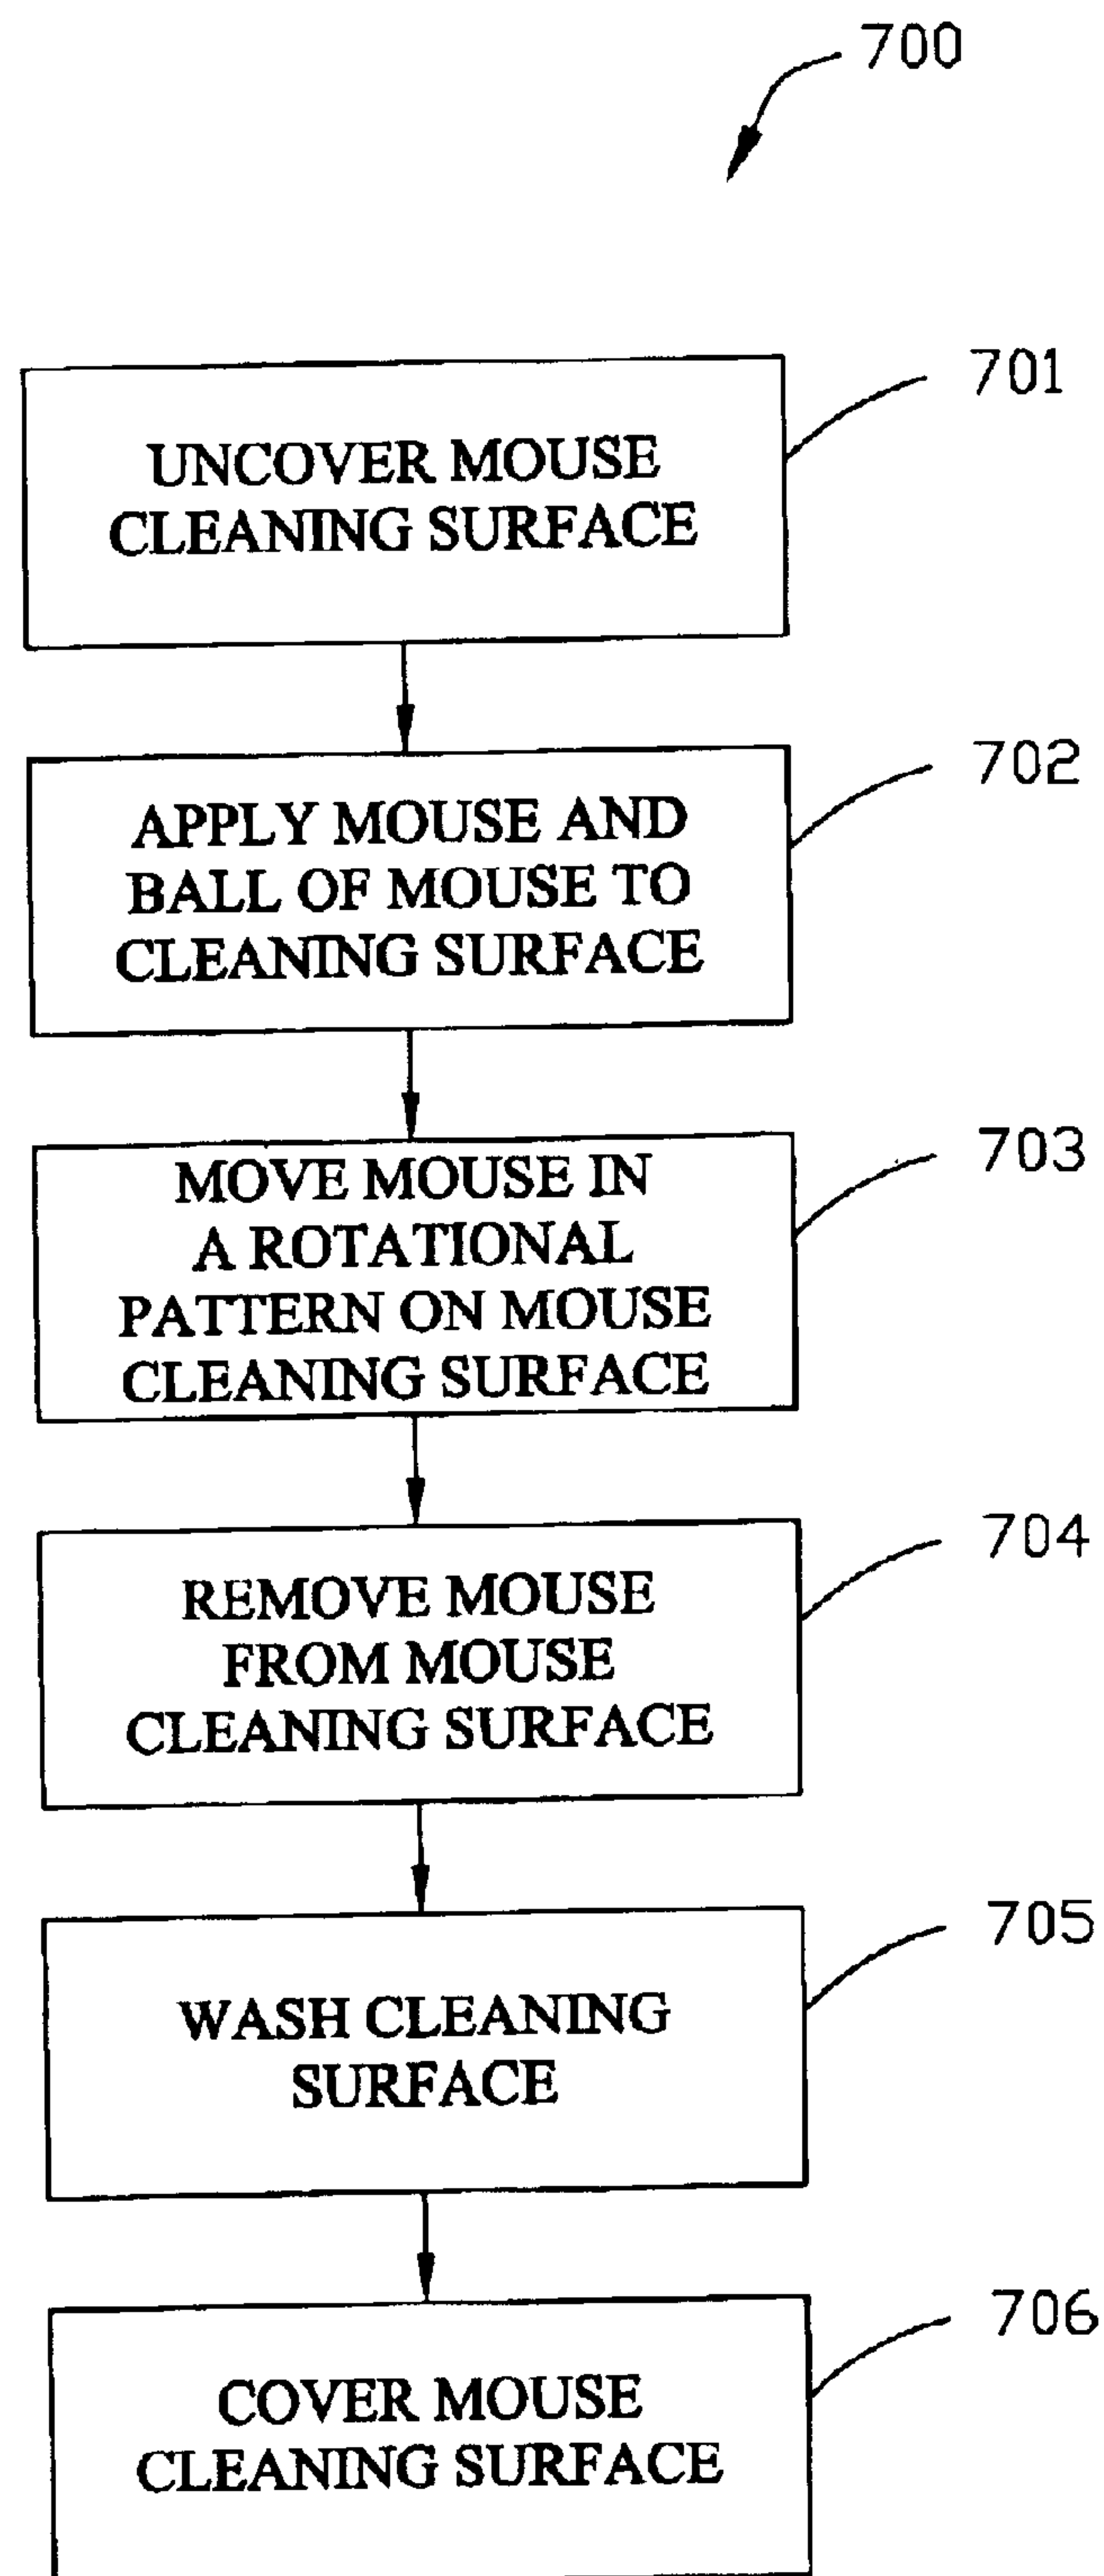 700
701
UNCOVER MOUSE
CLEANING SURFACE
702
APPLY MOUSE AND
BALL OF MOUSE TO
CLEANING SURFACE
703
MOVE MOUSE IN
A ROTATIONAL
PATTERN ON MOUSE
CLEANING SURFACE
704
REMOVE MOUSE
FROM MOUSE
CLEANING SURFACE
705
WASH CLEANING
SURFACE
706
COVER MOUSE
CLEANING SURFACE